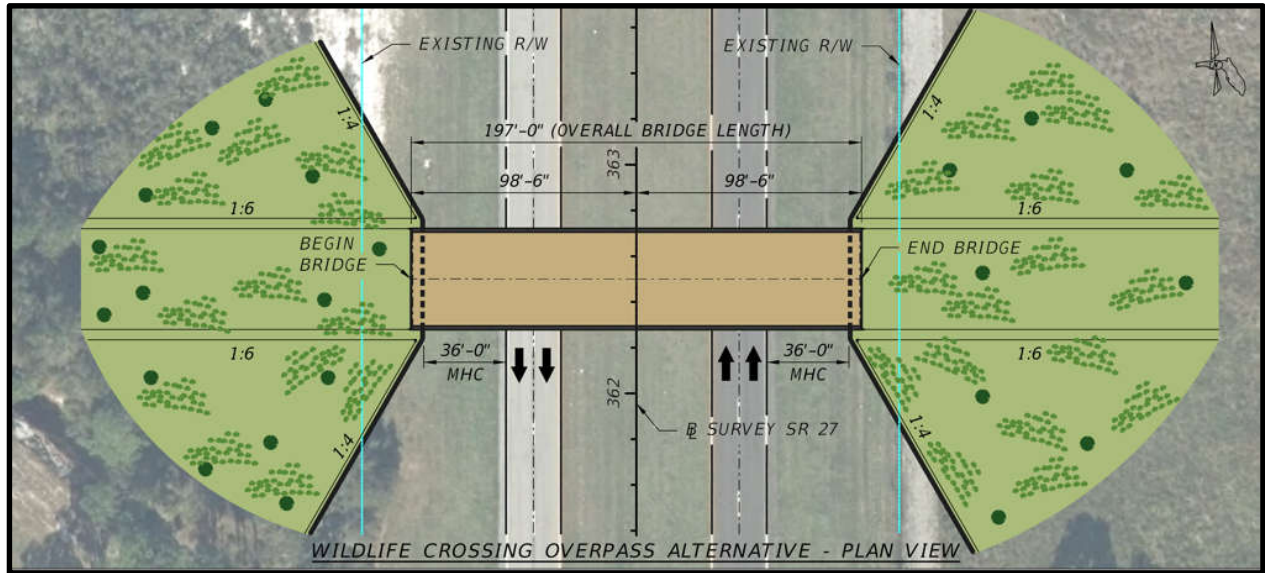 EXISTING R/W
EXISTING R/W
1:4
1:4
197'-0" (OVERALL BRIDGE LENGTH)
363
98'-6"
98'-6"
1:6
1:6
BEGIN
BRIDGE
END BRIDGE
1:6
1:6
36'-0"
MHC
36'-0"
MHC
362
1:4
1:4
BL SURVEY SR 27
WILDLIFE CROSSING OVERPASS ALTERNATIVE - PLAN VIEW